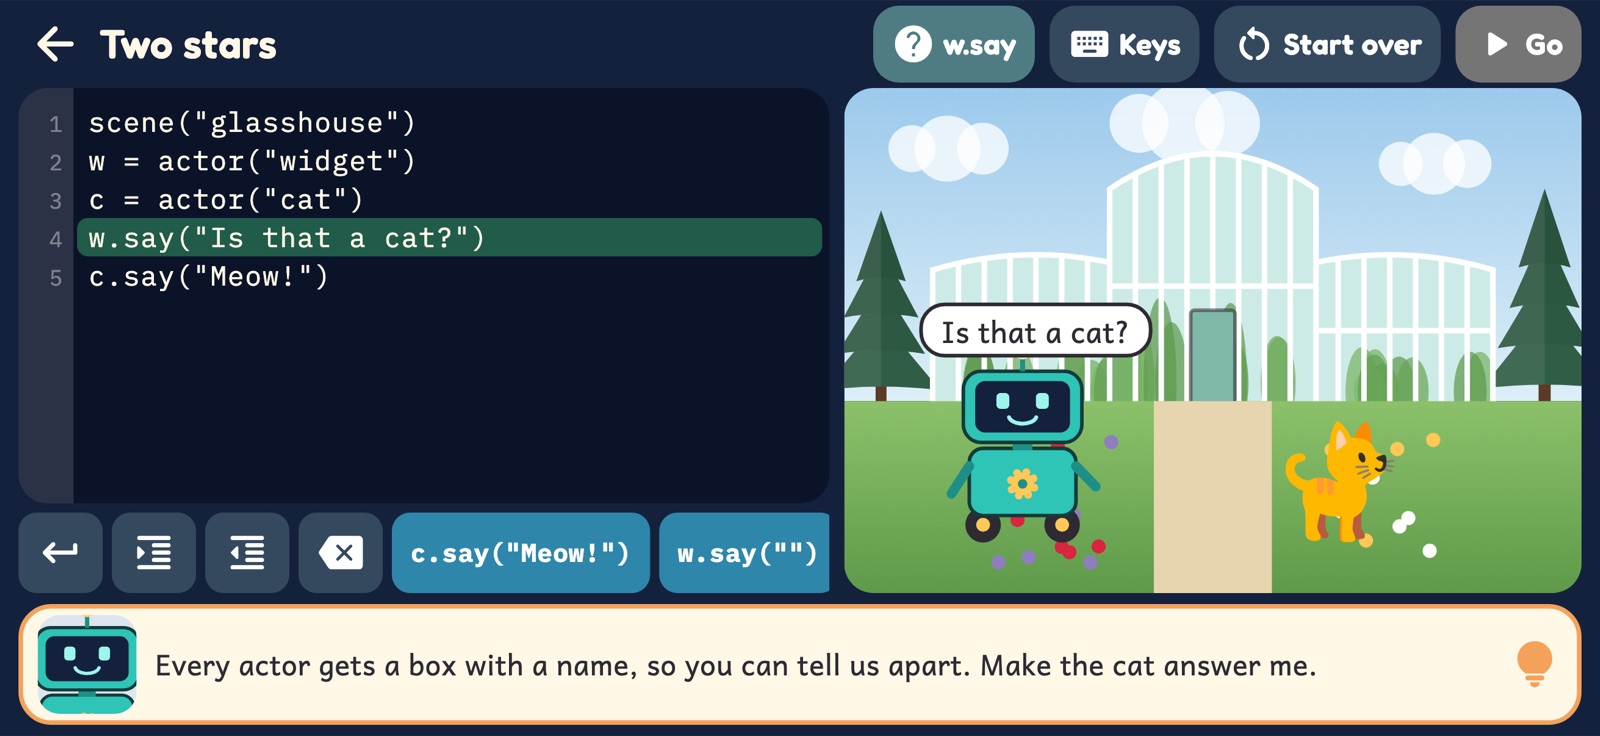 Two stars
w.say
Keys
Start over
Go
1 scene("glasshouse")
2 w = actor("widget")
3 c = actor("cat")
4 w.say("Is that a cat?")
5 c.say("Meow!")
Is that a cat?
c.say("Meow!")
w.say("")
Every actor gets a box with a name, so you can tell us apart. Make the cat answer me.